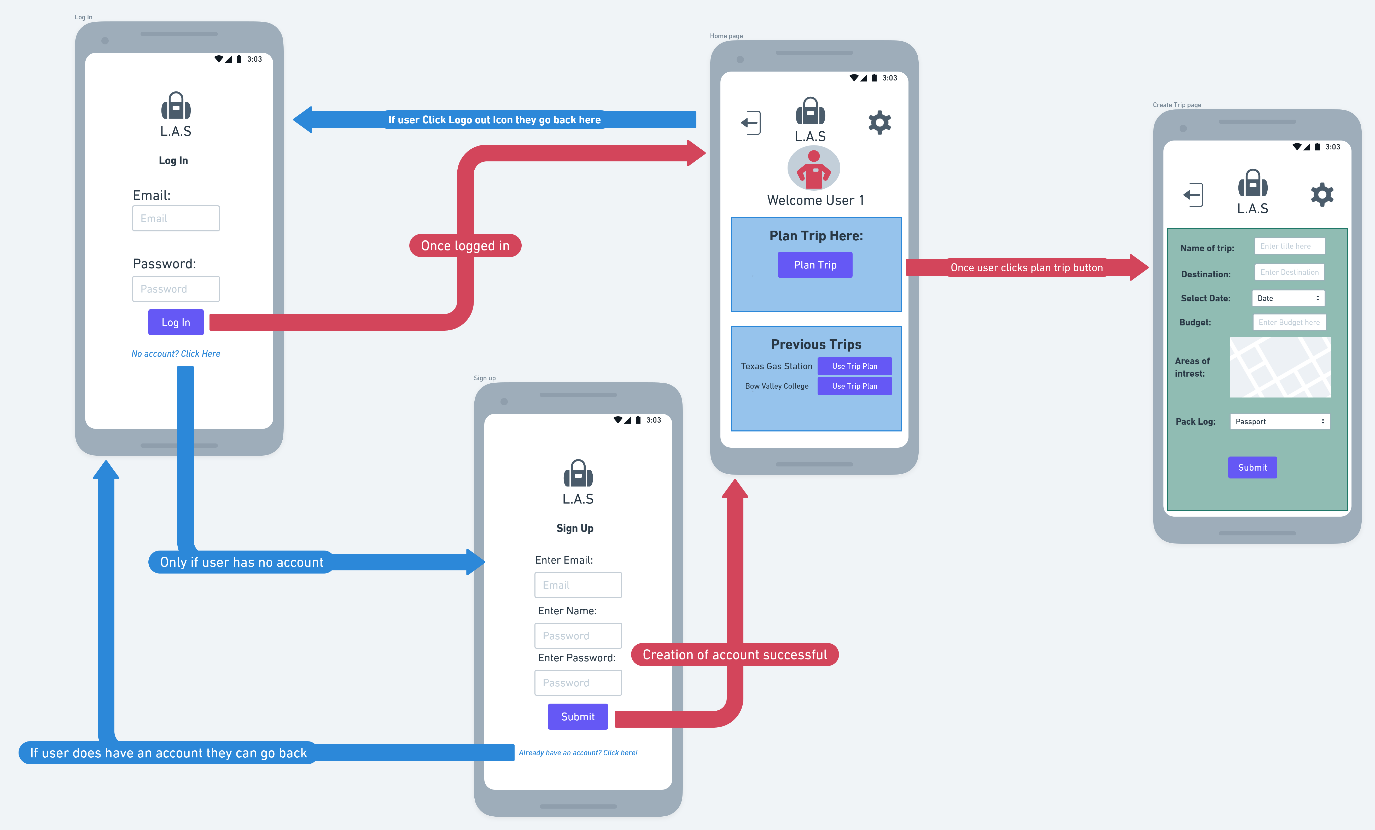 Log In
3:03
L.A.S
Log In
Email:
Email
Password:
Password
Log In
No account? Click Here
If user Click Logo out Icon they go back here
Once logged in
Only if user has no account
If user does have an account they can go back
Sign up
3:03
L.A.S
Sign Up
Enter Email:
Email
Enter Name:
Password
Enter Password:
Password
Submit
Already have an account? Click here!
Creation of account successful
Home page
3:03
L.A.S
Welcome User 1
Plan Trip Here:
Plan Trip
Previous Trips
Texas Gas Station Use Trip Plan
Bow Valley College Use Trip Plan
Once user clicks plan trip button
Create Trip page
3:03
L.A.S
Name of trip: Enter title here
Destination: Enter Destination
Select Date: Date
Budget: Enter Budget here
Areas of
intrest:
Pack Log: Passport
Submit